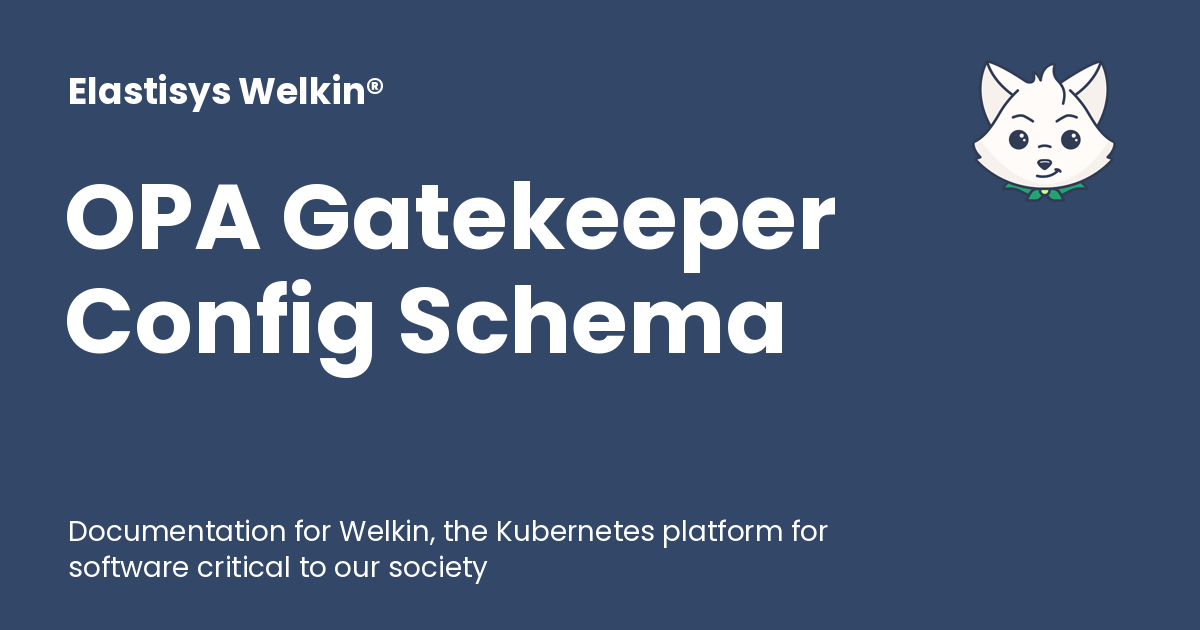 Elastisys Welkin®
OPA Gatekeeper
Config Schema
Documentation for Welkin, the Kubernetes platform for
software critical to our society